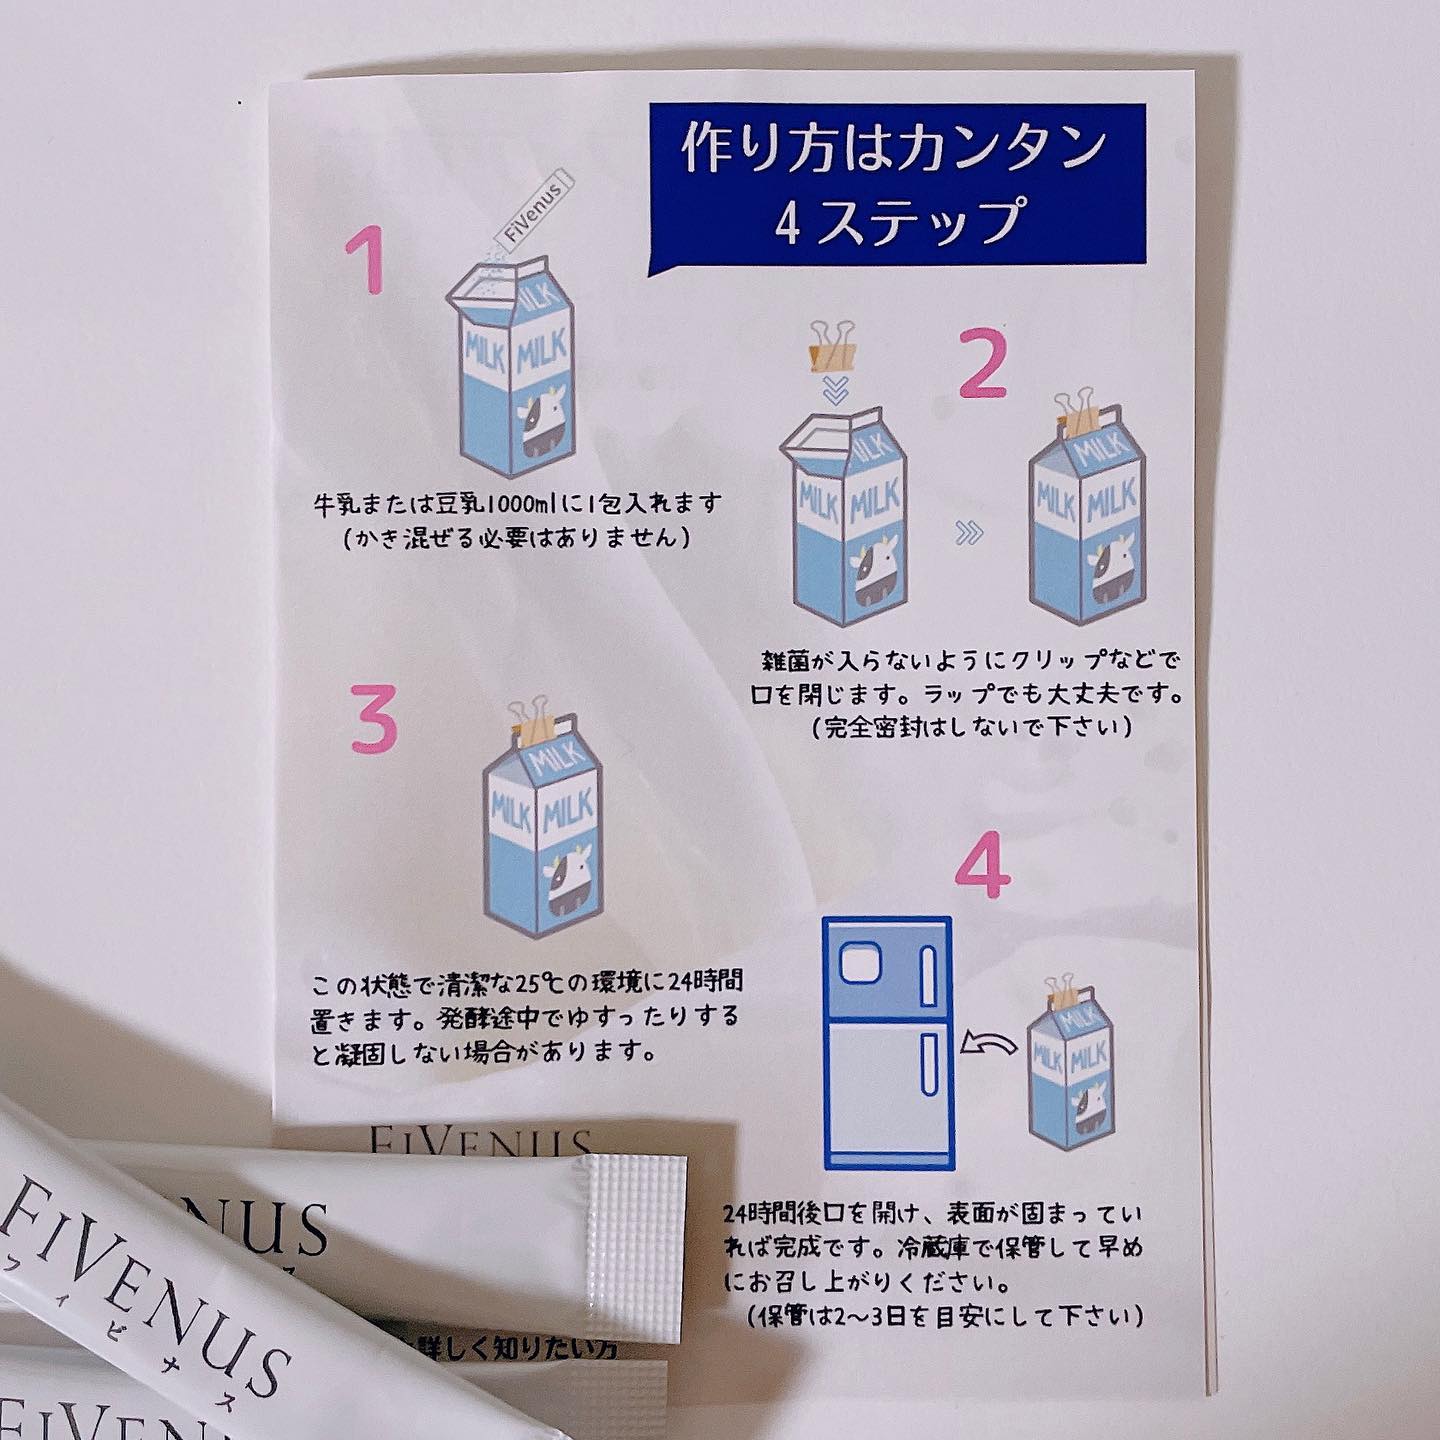 作り方はカンタン
4ステップ
1
FiVenus
MILK
MILK
MILK
牛乳または豆乳1000mlに1包入れます
(かき混ぜる必要はありません)
2
MILK
MILK
MILK
MILK
MILK
MILK
雑菌が入らないようにクリップなどで
口を閉じます。ラップでも大丈夫です。
(完全密封はしないで下さい)
3
MILK
MILK
MILK
この状態で清潔な25℃の環境に24時間
置きます。発酵途中でゆすったりする
と凝固しない場合があります。
4
MILK
MILK
MILK
24時間後口を開け、表面が固まってい
れば完成です。冷蔵庫で保管して早め
にお召し上がりください。
(保管は2〜3日を目安にして下さい)
FIVENUS
NUS
詳しく知りたい方
FIVENUS
フィビナス
FIVEN